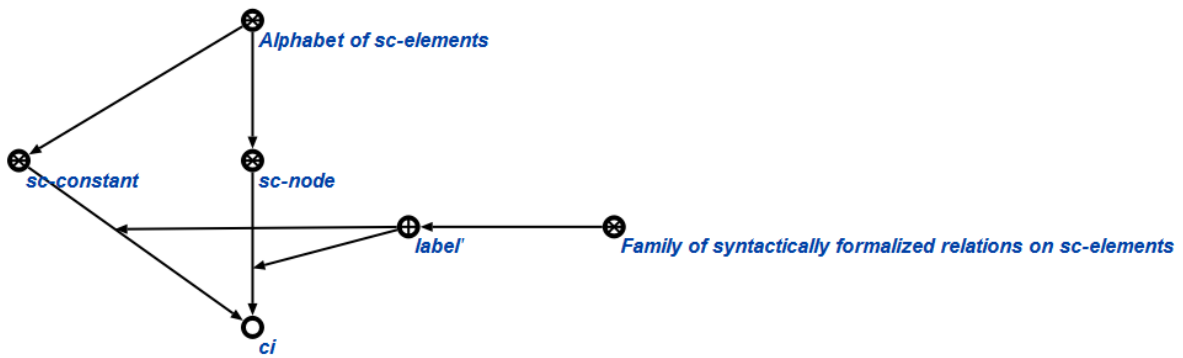 Alphabet of sc-elements
sc-constant
sc-node
label'
Family of syntactically formalized relations on sc-elements
ci